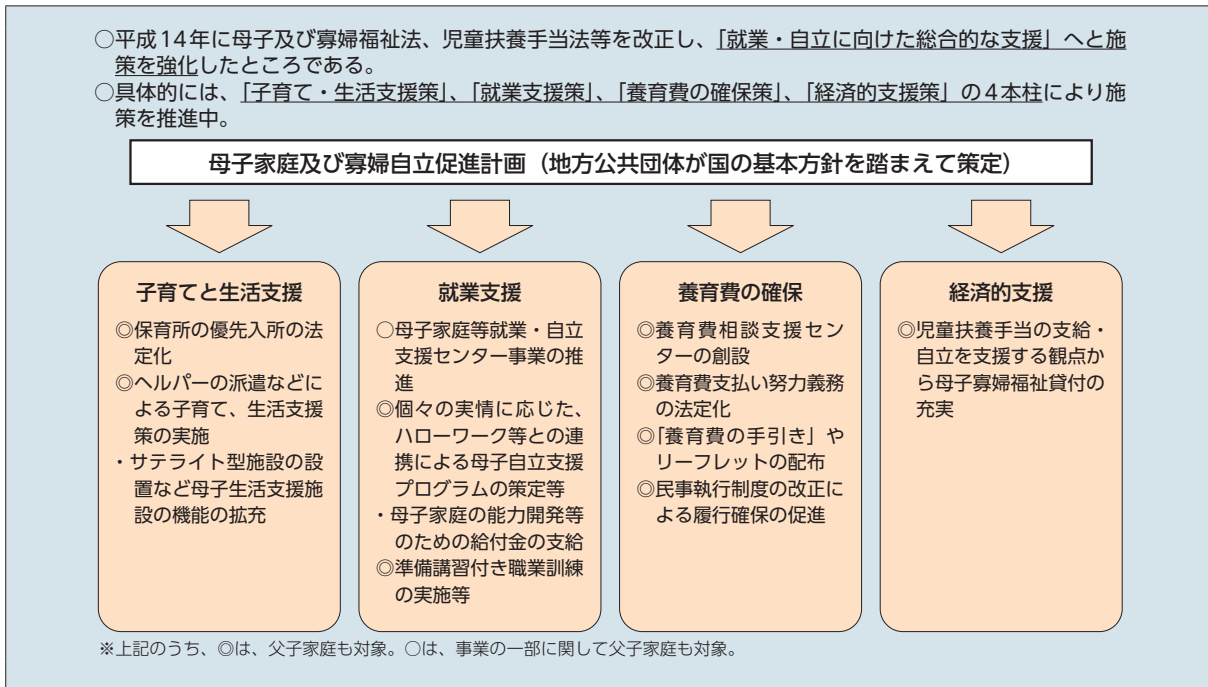 ○平成14年に母子及び寡婦福祉法、児童扶養手当法等を改正し、「就業・自立に向けた総合的な支援」へと施
策を強化したところである。
○具体的には、「子育て・生活支援策」、「就業支援策」、「養育費の確保策」、「経済的支援策」の4本柱により施
策を推進中。
母子家庭及び寡婦自立促進計画（地方公共団体が国の基本方針を踏まえて策定）
子育てと生活支援
◎保育所の優先入所の法
定化
◎ヘルパーの派遣などに
よる子育て、生活支援
策の実施
・サテライト型施設の設
置など母子生活支援施
設の機能の拡充
就業支援
○母子家庭等就業・自立
支援センター事業の推
進
◎個々の実情に応じた、
ハローワーク等との連
携による母子自立支援
プログラムの策定等
・母子家庭の能力開発等
のための給付金の支給
◎準備講習付き職業訓練
の実施等
養育費の確保
◎養育費相談支援セン
ターの創設
◎養育費支払い努力義務
の法定化
◎「養育費の手引き」や
リーフレットの配布
◎民事執行制度の改正に
よる履行確保の促進
経済的支援
◎児童扶養手当の支給・
自立を支援する観点か
ら母子寡婦福祉貸付の
充実
※上記のうち、◎は、父子家庭も対象。○は、事業の一部に関して父子家庭も対象。